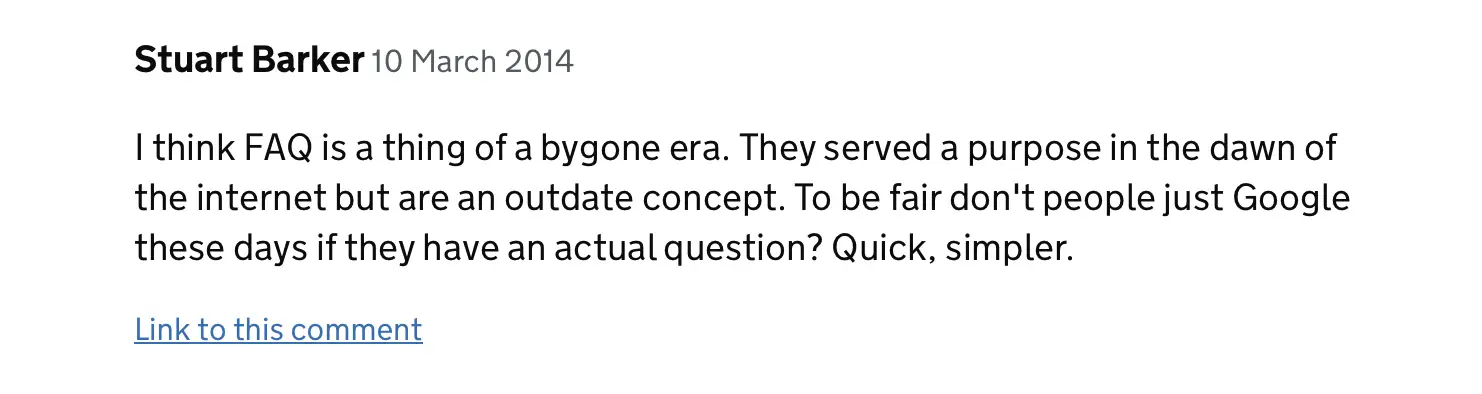 Stuart Barker 10 March 2014
I think FAQ is a thing of a bygone era. They served a purpose in the dawn of
the internet but are an outdate concept. To be fair don't people just Google
these days if they have an actual question? Quick, simpler.
Link to this comment